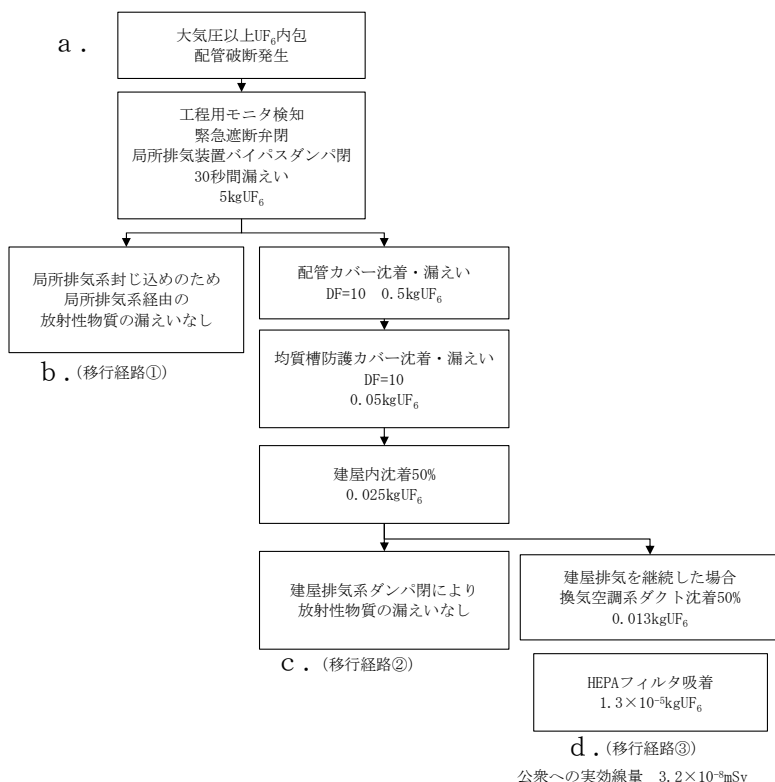 a．
大気圧以上UF₆内包
配管破断発生
工程用モニタ検知
緊急遮断弁閉
局所排気装置バイパスダンパ閉
30秒間漏えい
5kgUF₆
局所排気系封じ込めのため
局所排気系経由の
放射性物質の漏えいなし
b．(移行経路①)
配管カバー沈着・漏えい
DF=10　0.5kgUF₆
均質槽防護カバー沈着・漏えい
DF=10
0.05kgUF₆
建屋内沈着50%
0.025kgUF₆
建屋排気系ダンパ閉により
放射性物質の漏えいなし
c．(移行経路②)
建屋排気を継続した場合
換気空調系ダクト沈着50%
0.013kgUF₆
HEPAフィルタ吸着
1.3×10⁻⁵kgUF₆
d．(移行経路③)
公衆への実効線量　3.2×10⁻⁸mSv